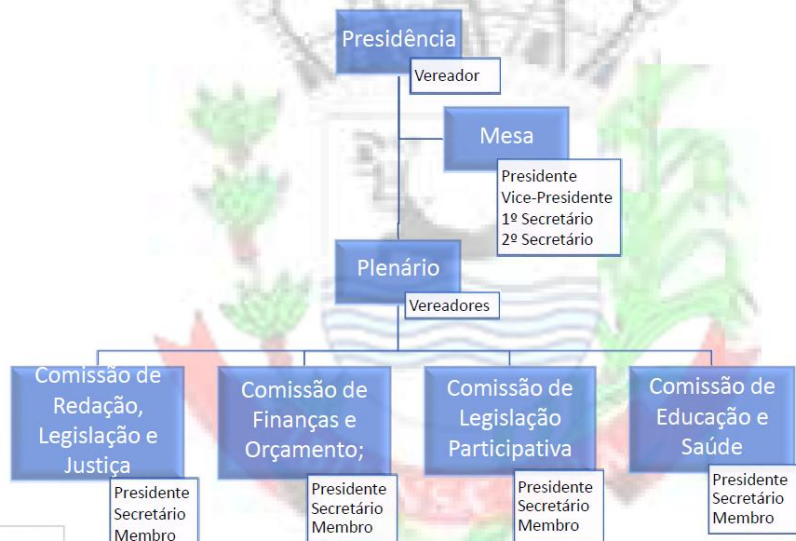 Presidência
Vereador
Mesa
Presidente
Vice-Presidente
1º Secretário
2º Secretário
Plenário
Vereadores
Comissão de
Redação,
Legislação e
Justiça
Presidente
Secretário
Membro
Comissão de
Finanças e
Orçamento;
Presidente
Secretário
Membro
Comissão de
Legislação
Participativa
Presidente
Secretário
Membro
Comissão de
Educação e
Saúde
Presidente
Secretário
Membro